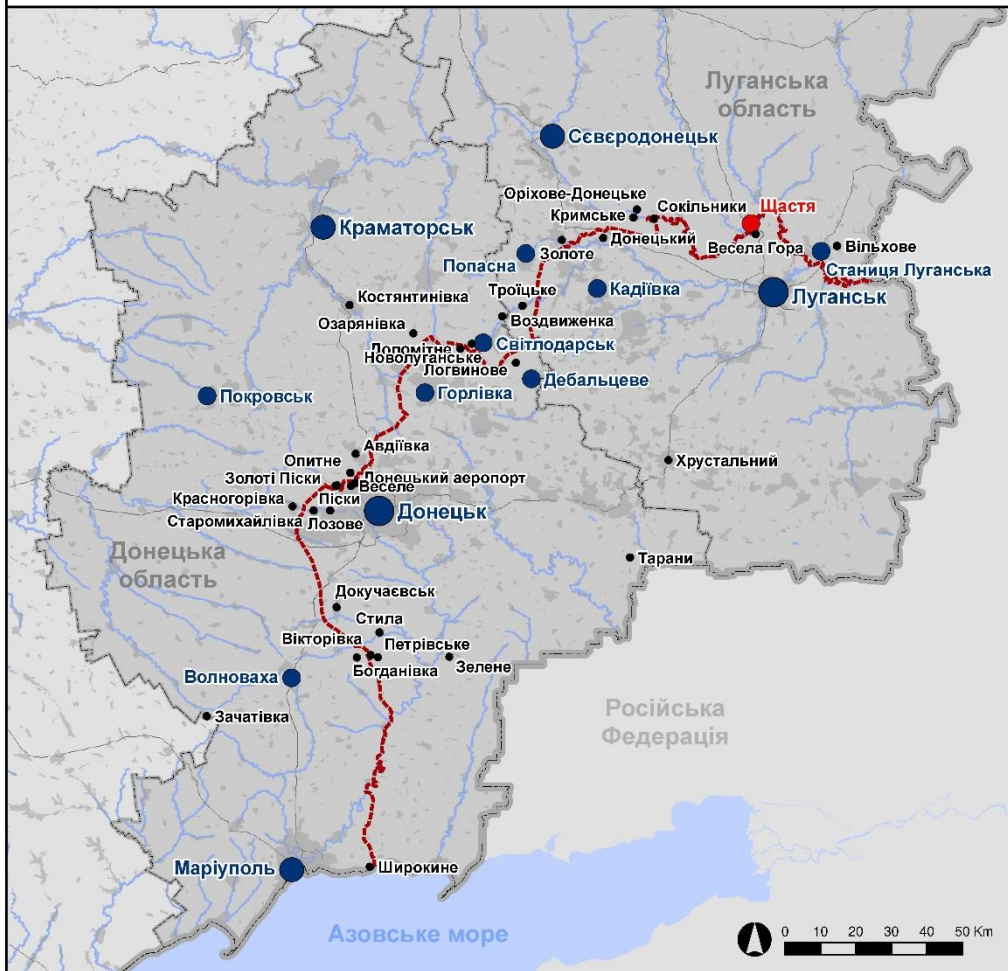 Луганська
область
Сєвєродонецьк
Оріхове-Донецьке
Сокільники
Щастя
Кримське
Краматорськ
Донецький
Весела Гора
Вільхове
Золоте
Попасна
Станиця Луганська
Кадіївка
Луганськ
Троїцьке
Костянтинівка
Воздвиженка
Озарянівка
Світлодарськ
Доломітне
Новолуганське
Логвинове
Дебальцеве
Покровськ
Горлівка
Авдіївка
Опитне
Хрустальний
Золоті Піски
Донецький аеропорт
Веселе
Красногорівка
Піски
Донецьк
Старомихайлівка
Лозове
Донецька
область
Тарани
Докучаєвськ
Стила
Вікторівка
Петрівське
Богданівка
Зелене
Волноваха
Зачатівка
Російська
Федерація
Маріуполь
Широкине
Азовське море
0 10 20 30 40 50 Km